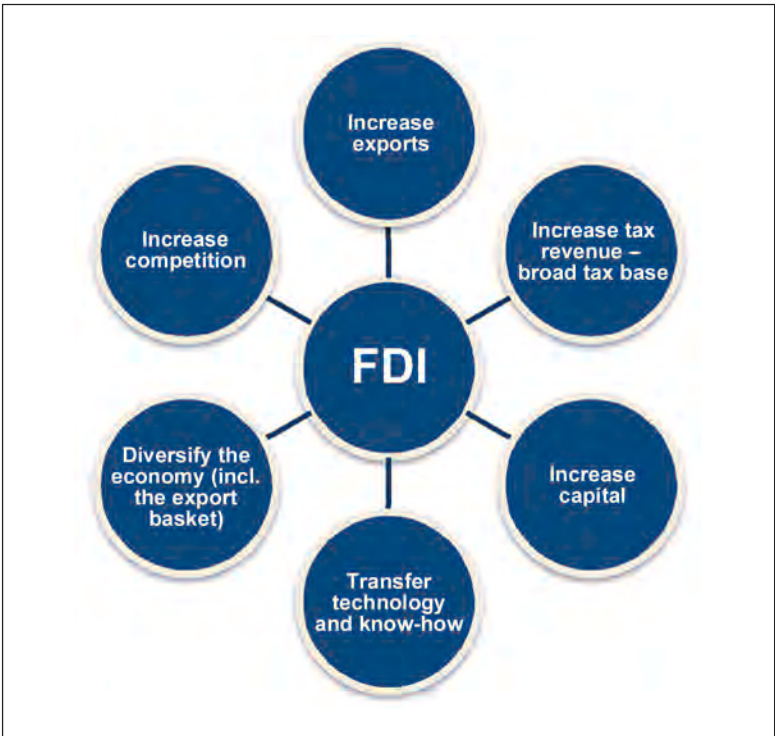 Increase
exports
Increase tax
revenue –
broad tax base
Increase
capital
Transfer
technology
and know-how
Diversify the
economy (incl.
the export
basket)
Increase
competition
FDI